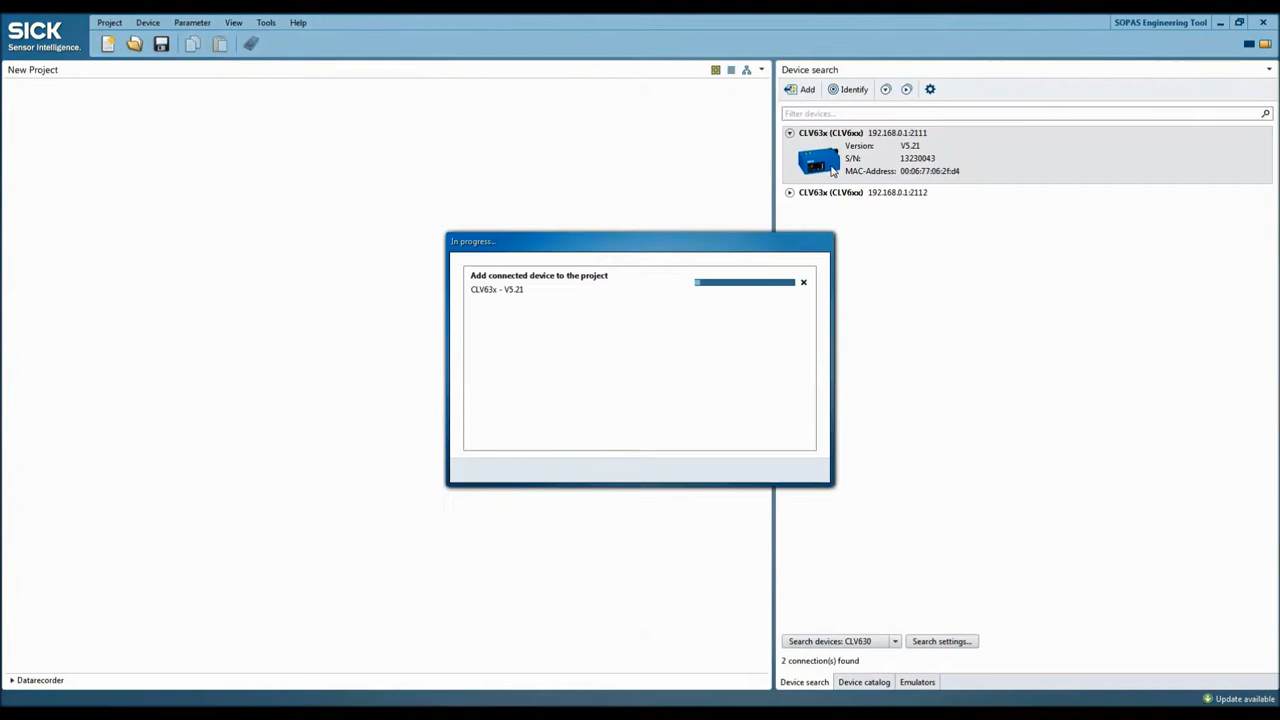 SICK
Sensor Intelligence.
Project Device Parameter View Tools Help
SOPAS Engineering Tool
New Project
Device search
Add Identify
Filter devices...
CLV63x (CLV6xx) 192.168.0.1:2111
Version: V5.21
S/N: 13230043
MAC-Address: 00:06:77:06:2f:d4
CLV63x (CLV6xx) 192.168.0.1:2112
In progress...
Add connected device to the project
CLV63x - V5.21
Search devices: CLV630 Search settings...
2 connection(s) found
Datarecorder
Device search Device catalog Emulators
Update available